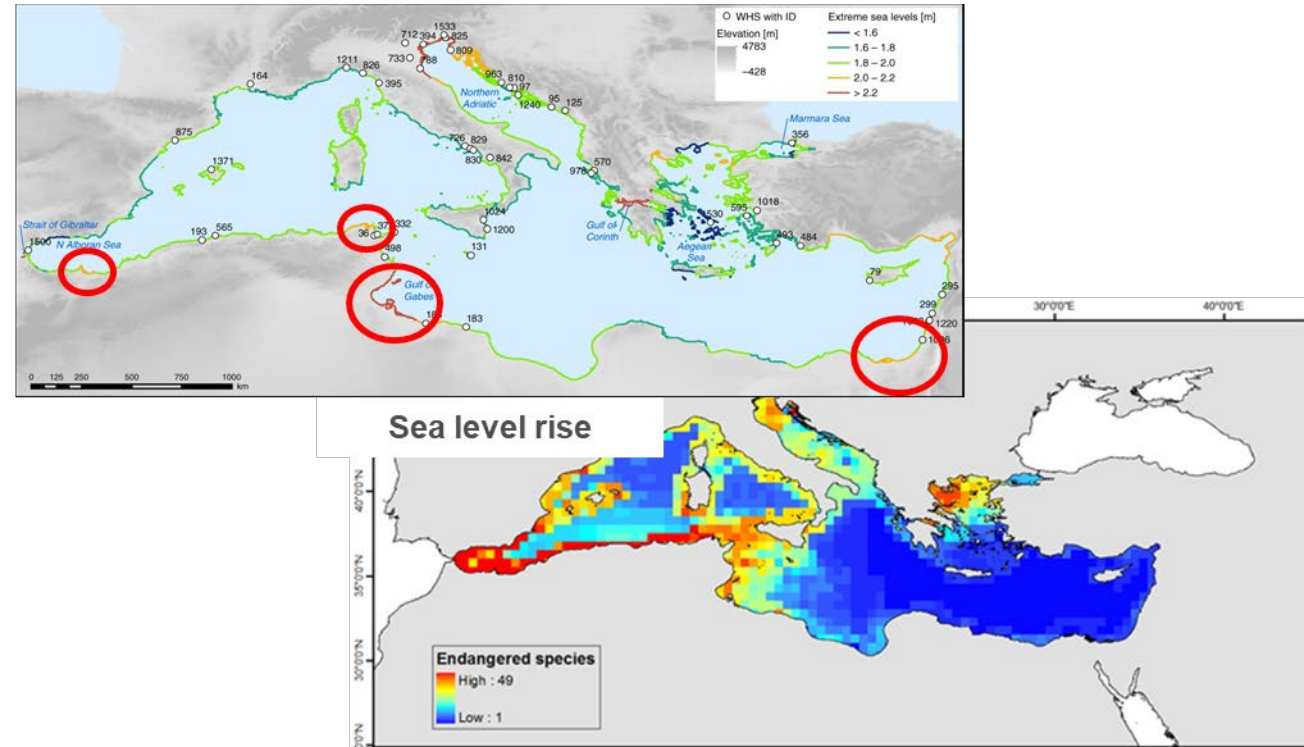 WHS with ID
Elevation [m]
4783
−428
Extreme sea levels [m]
< 1.6
1.6 – 1.8
1.8 – 2.0
2.0 – 2.2
> 2.2
1533
712
394
825
733
788
809
1211
826
164
395
963
810
97
Northern
Adriatic
1240
95
125
Marmara Sea
356
875
726
829
830
842
1371
570
978
1018
595
530
1024
1200
Gulf of
Corinth
Aegean
Sea
Strait of Gibraltar
1500
N Alboran Sea
193
565
36
332
498
131
493
484
79
Gulf of
Gabes
183
295
299
1220
0 125 250 500 750 1000
km
Sea level rise
30°0'0"E
40°0'0"E
40°0'0"N
35°0'0"N
30°0'0"N
Endangered species
High : 49
Low : 1